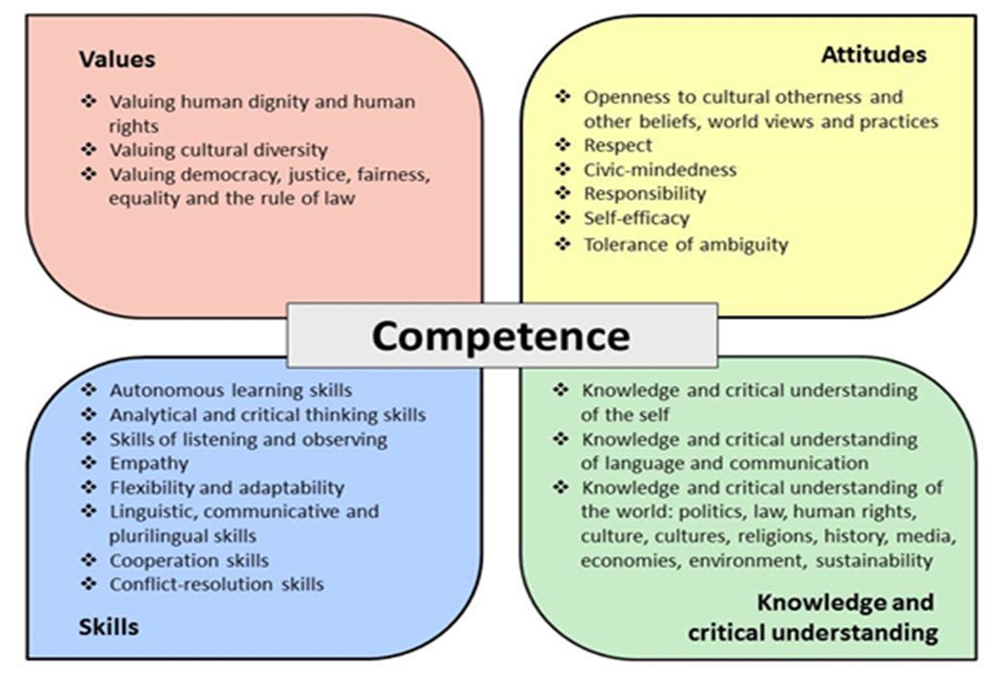 Values
❖ Valuing human dignity and human
rights
❖ Valuing cultural diversity
❖ Valuing democracy, justice, fairness,
equality and the rule of law
Attitudes
❖ Openness to cultural otherness and
other beliefs, world views and practices
❖ Respect
❖ Civic-mindedness
❖ Responsibility
❖ Self-efficacy
❖ Tolerance of ambiguity
Competence
❖ Autonomous learning skills
❖ Analytical and critical thinking skills
❖ Skills of listening and observing
❖ Empathy
❖ Flexibility and adaptability
❖ Linguistic, communicative and
plurilingual skills
❖ Cooperation skills
❖ Conflict-resolution skills
Skills
❖ Knowledge and critical understanding
of the self
❖ Knowledge and critical understanding
of language and communication
❖ Knowledge and critical understanding of
the world: politics, law, human rights,
culture, cultures, religions, history, media,
economies, environment, sustainability
Knowledge and
critical understanding